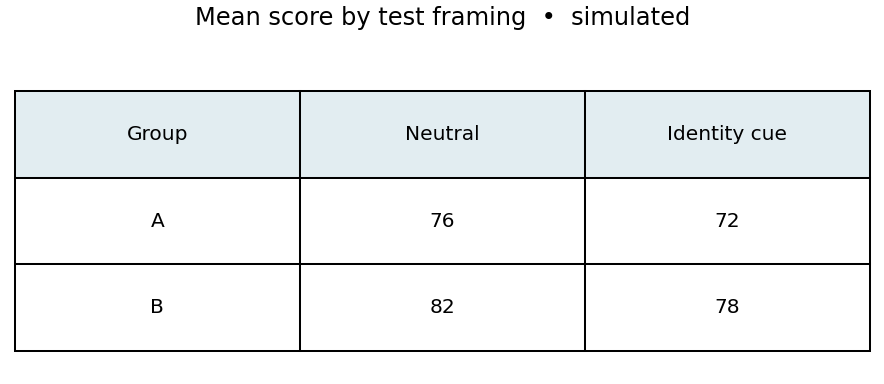 Mean score by test framing • simulated
Group Neutral Identity cue
A 76 72
B 82 78